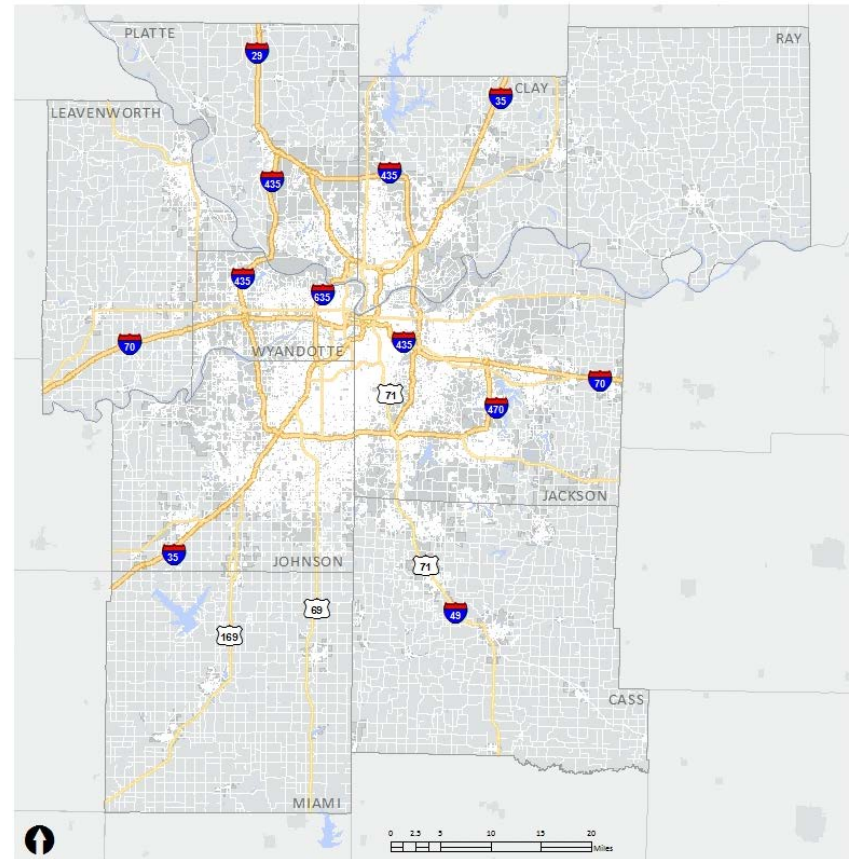 PLATTE
RAY
29
CLAY
35
LEAVENWORTH
435
435
435
635
70
WYANDOTTE
435
70
71
470
JACKSON
35
JOHNSON
71
69
49
169
CASS
MIAMI
0 2.5 5 10 15 20
Miles